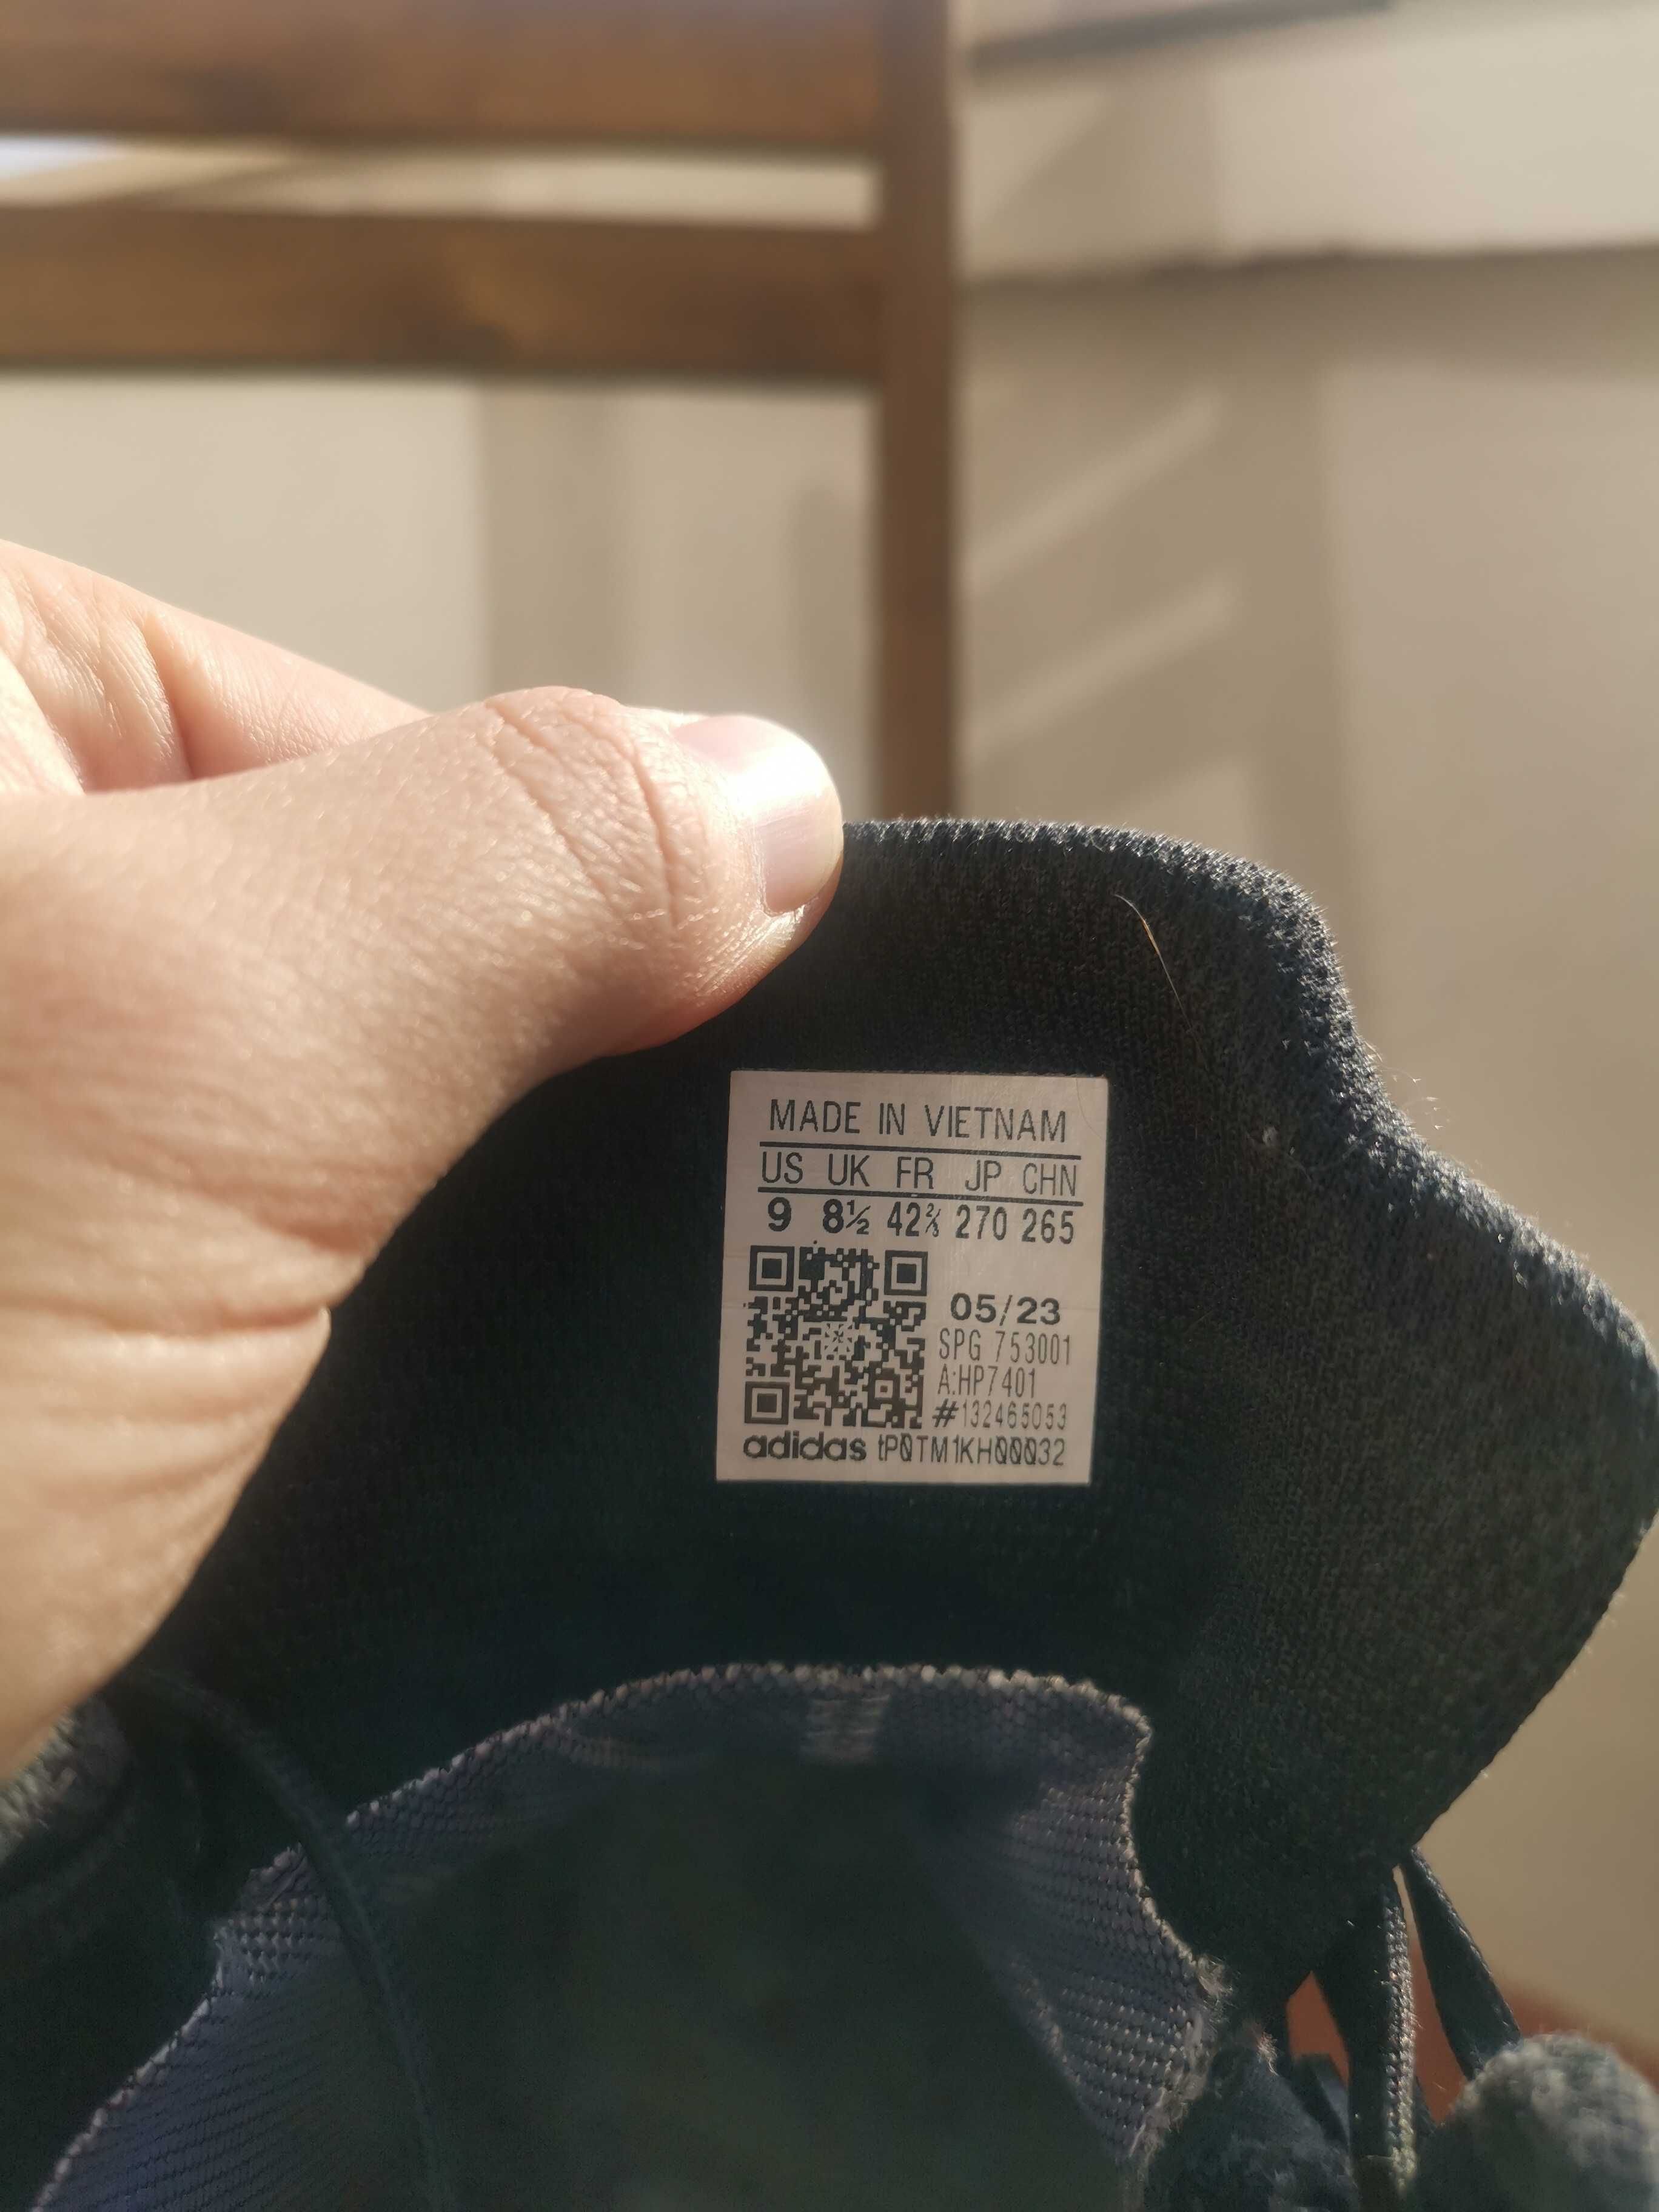 MADE IN VIETNAM
US UK FR JP CHN
9 8½ 42⅔ 270 265
05/23
SPG 753001
A:HP7401
#132465053
adidas tP0TM1KH00032